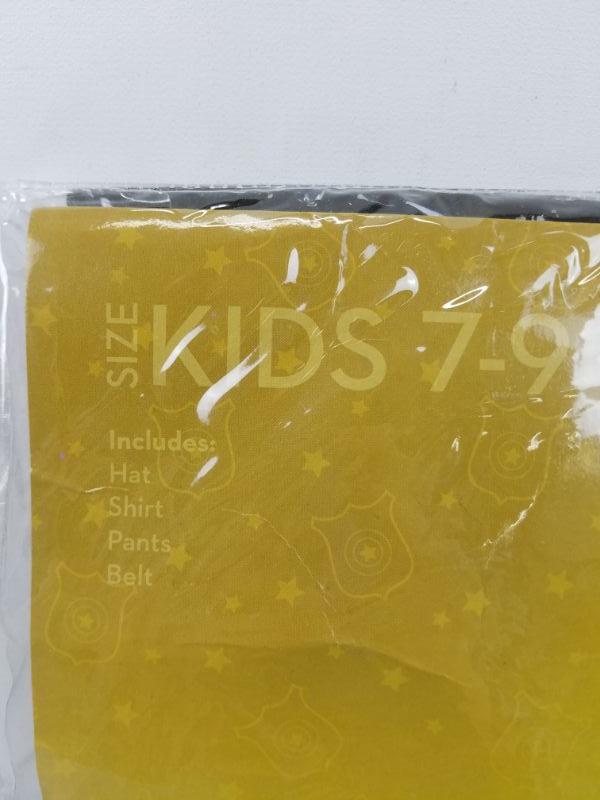 SIZE KIDS 7-9
Includes:
Hat
Shirt
Pants
Belt